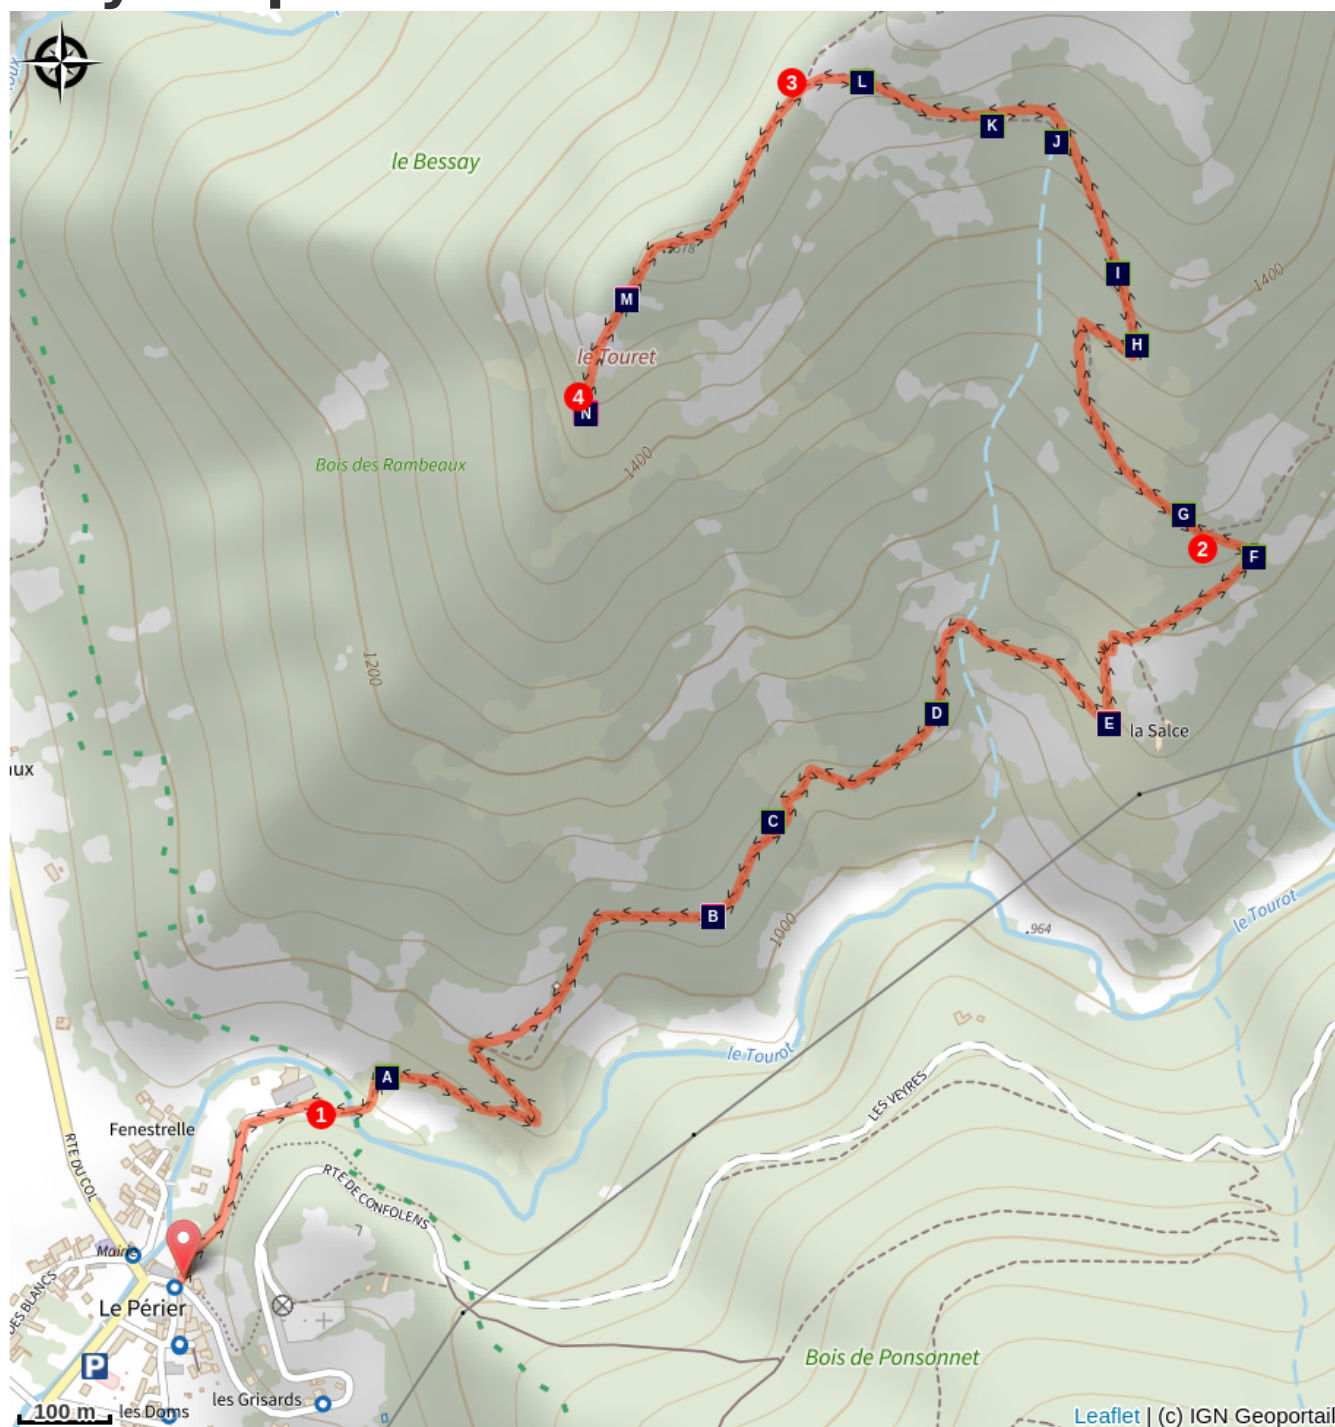 3
L
K
J
le Bessay
I
1400
M
H
le Touret
4
N
1400
Bois des Rambeaux
G
2
F
1200
D
E
la Salce
C
B
1000
le Tourot
.964
le Tourot
A
LES VEYRES
1
Fenestrelle
RTE DU COL
RTE DE CONFOLENS
Mairie
DES BLANCS
Le Périer
Bois de Ponsonnet
P
les Grisards
100 m
les Doms
Leaflet | (c) IGN Geoportail